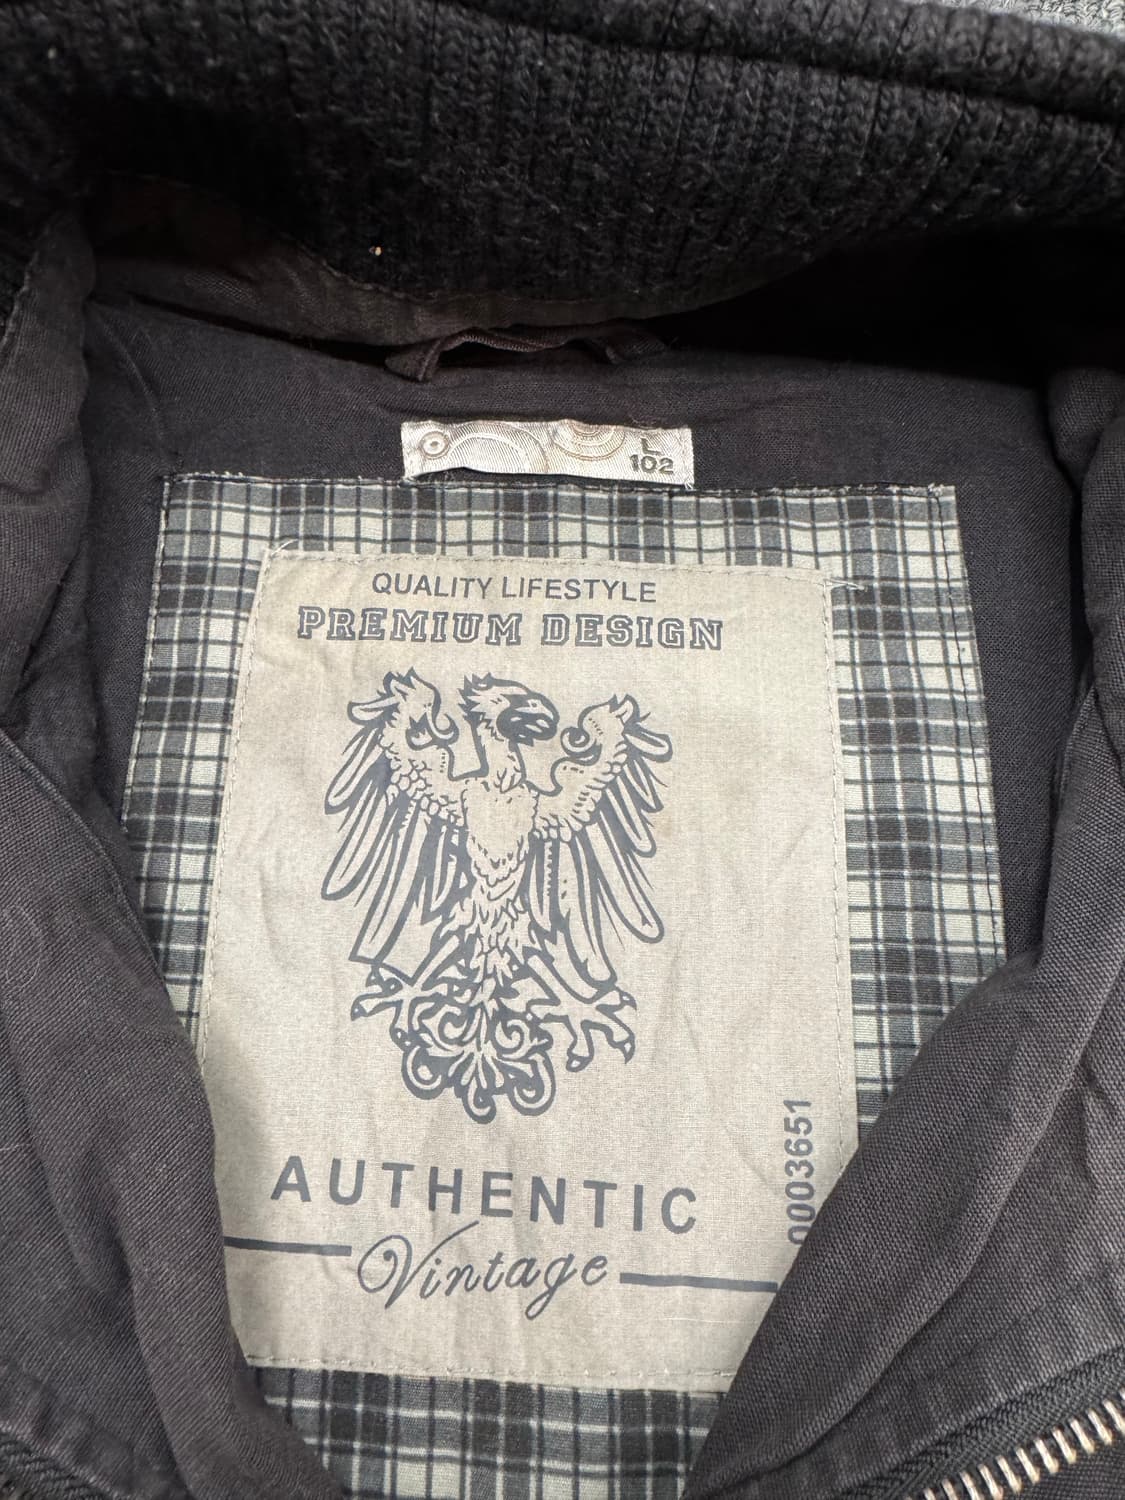 L
102
QUALITY LIFESTYLE
PREMIUM DESIGN
AUTHENTIC
Vintage
0003651